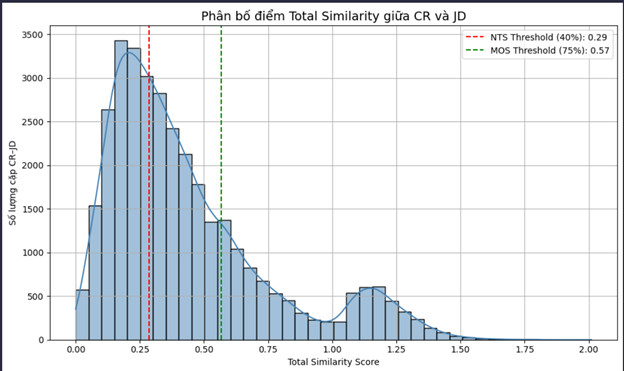 Phân bố điểm Total Similarity giữa CR và JD
NTS Threshold (40%): 0.29
MOS Threshold (75%): 0.57
Số lượng cặp CR-JD
3500
3000
2500
2000
1500
1000
500
0
0.00 0.25 0.50 0.75 1.00 1.25 1.50 1.75 2.00
Total Similarity Score